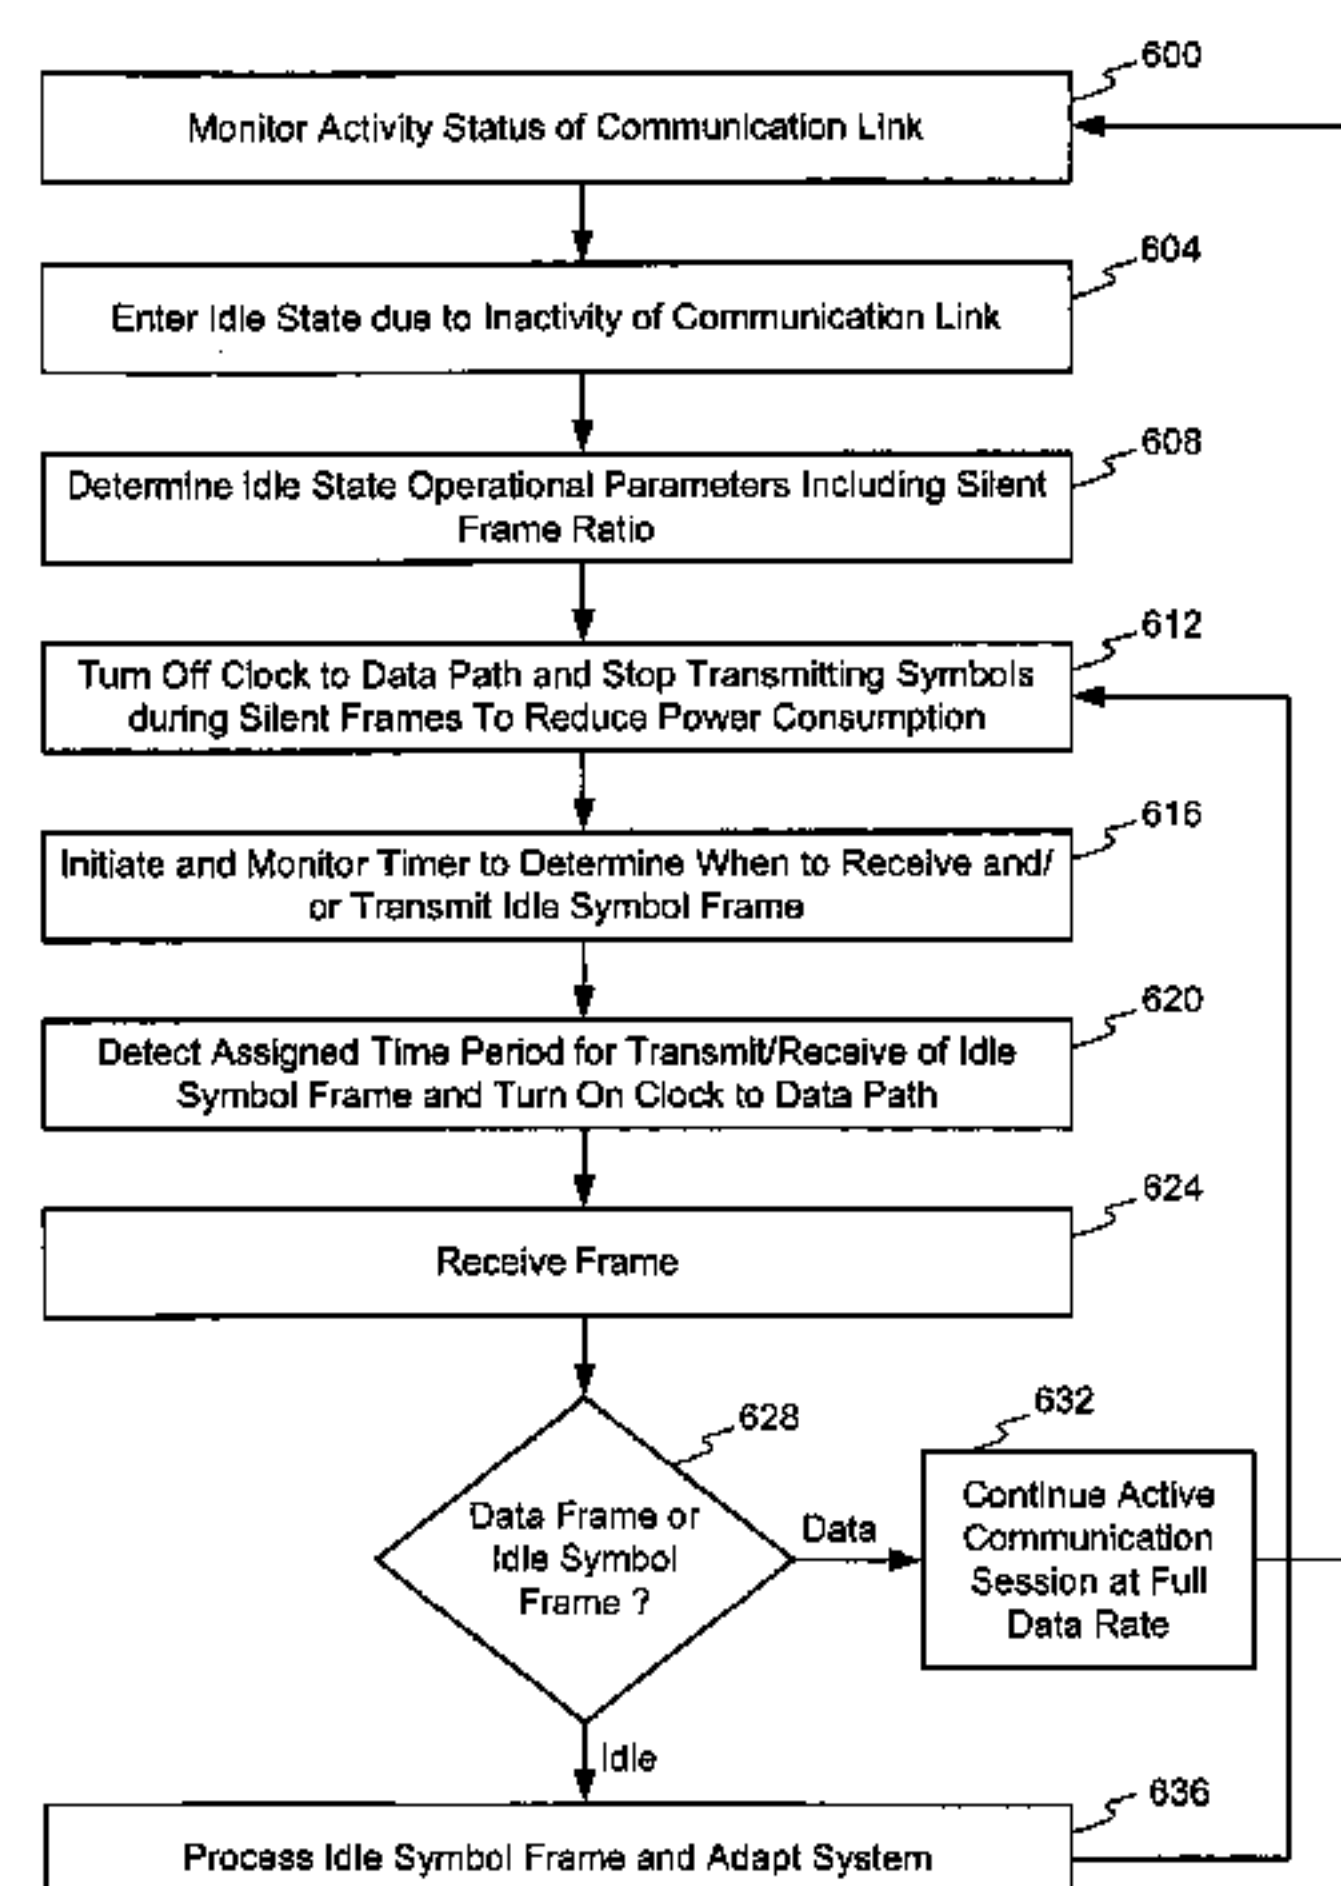 600
Monitor Activity Status of Communication Link
604
Enter Idle State due to Inactivity of Communication Link
608
Determine Idle State Operational Parameters Including Silent
Frame Ratio
612
Turn Off Clock to Data Path and Stop Transmitting Symbols
during Silent Frames To Reduce Power Consumption
616
Initiate and Monitor Timer to Determine When to Receive and/
or Transmit Idle Symbol Frame
620
Detect Assigned Time Period for Transmit/Receive of Idle
Symbol Frame and Turn On Clock to Data Path
624
Receive Frame
628
Data Frame or
Idle Symbol
Frame ?
Data
632
Continue Active
Communication
Session at Full
Data Rate
Idle
636
Process Idle Symbol Frame and Adapt System